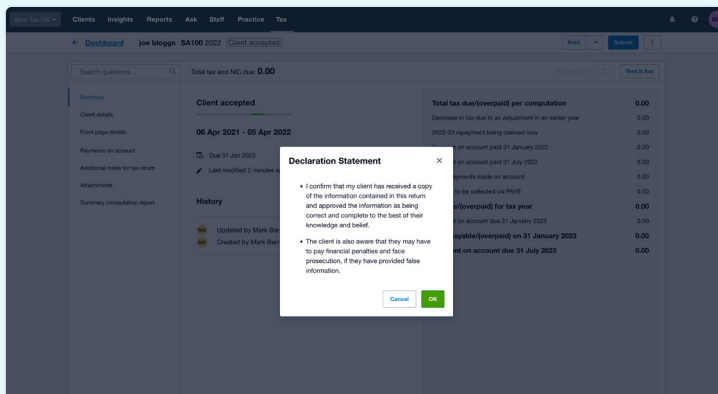 Xero Tax UK
Clients Insights Reports Ask Staff Practice Tax
← Dashboard joe bloggs SA100 2022 Client accepted
Print Submit
Search questions...
Total tax and NIC due: 0.00
Test in live
Summary
Client details
Front page details
Payments on account
Additional notes for tax return
Attachments
Summary computation report
Client accepted
06 Apr 2021 - 05 Apr 2022
Due 31 Jan 2023
Last modified 2 minutes a
History
MB Updated by Mark Bar
MB Created by Mark Barr
Declaration Statement
• I confirm that my client has received a copy
of the information contained in this return
and approved the information as being
correct and complete to the best of their
knowledge and belief.
• The client is also aware that they may have
to pay financial penalties and face
prosecution, if they have provided false
information.
Cancel OK
Total tax due/(overpaid) per computation 0.00
Decrease in tax due to an adjustment in an earlier year 0.00
2022-23 repayment being claimed now 0.00
on account paid 31 January 2022 0.00
t on account paid 31 July 2022 0.00
ayments made on account 0.00
to be collected via PAYE 0.00
e/(overpaid) for tax year 0.00
t on account due 31 January 2023 0.00
ayable/(overpaid) on 31 January 2023 0.00
nt on account due 31 July 2023 0.00